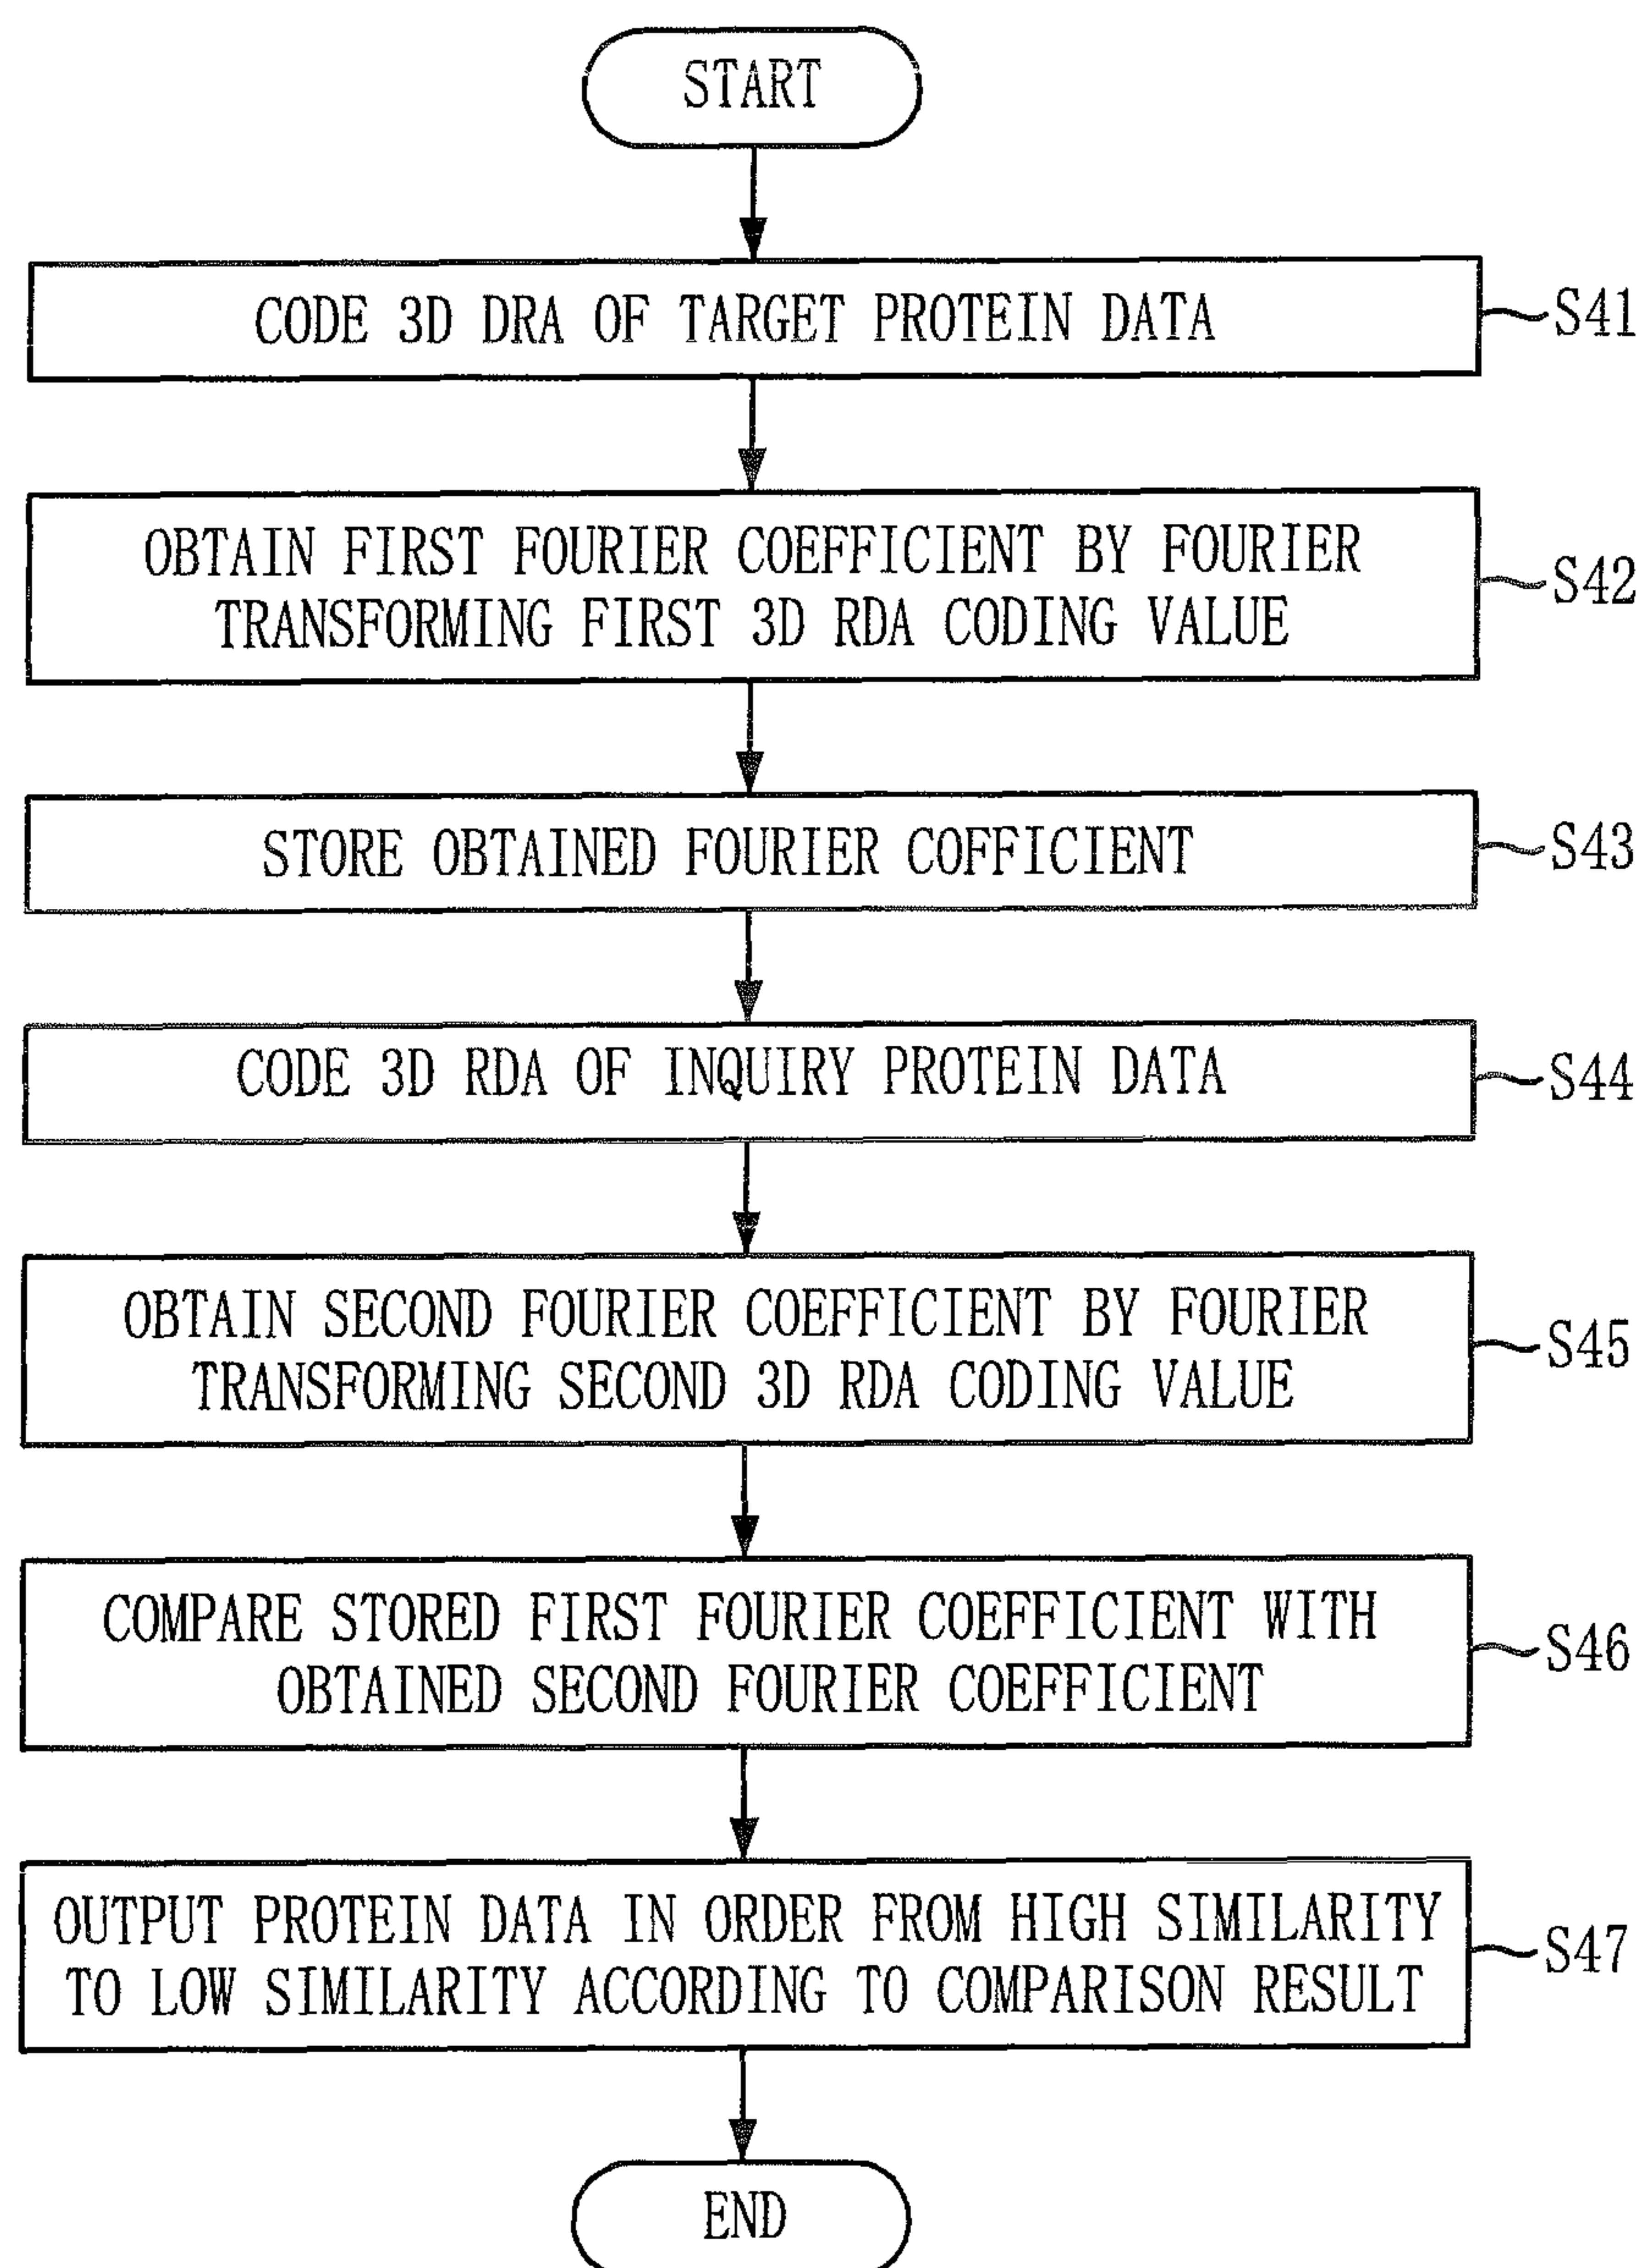 START
CODE 3D DRA OF TARGET PROTEIN DATA
S41
OBTAIN FIRST FOURIER COEFFICIENT BY FOURIER
TRANSFORMING FIRST 3D RDA CODING VALUE
S42
STORE OBTAINED FOURIER COFFICIENT
S43
CODE 3D RDA OF INQUIRY PROTEIN DATA
S44
OBTAIN SECOND FOURIER COEFFICIENT BY FOURIER
TRANSFORMING SECOND 3D RDA CODING VALUE
S45
COMPARE STORED FIRST FOURIER COEFFICIENT WITH
OBTAINED SECOND FOURIER COEFFICIENT
S46
OUTPUT PROTEIN DATA IN ORDER FROM HIGH SIMILARITY
TO LOW SIMILARITY ACCORDING TO COMPARISON RESULT
S47
END